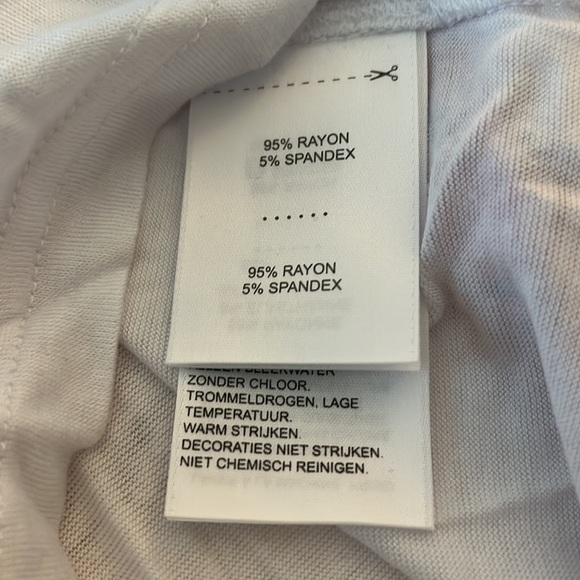 95% RAYON
5% SPANDEX
......
95% RAYON
5% SPANDEX
ZONDER CHLOOR.
TROMMELDROGEN, LAGE
TEMPERATUUR.
WARM STRIJKEN.
DECORATIES NIET STRIJKEN.
NIET CHEMISCH REINIGEN.